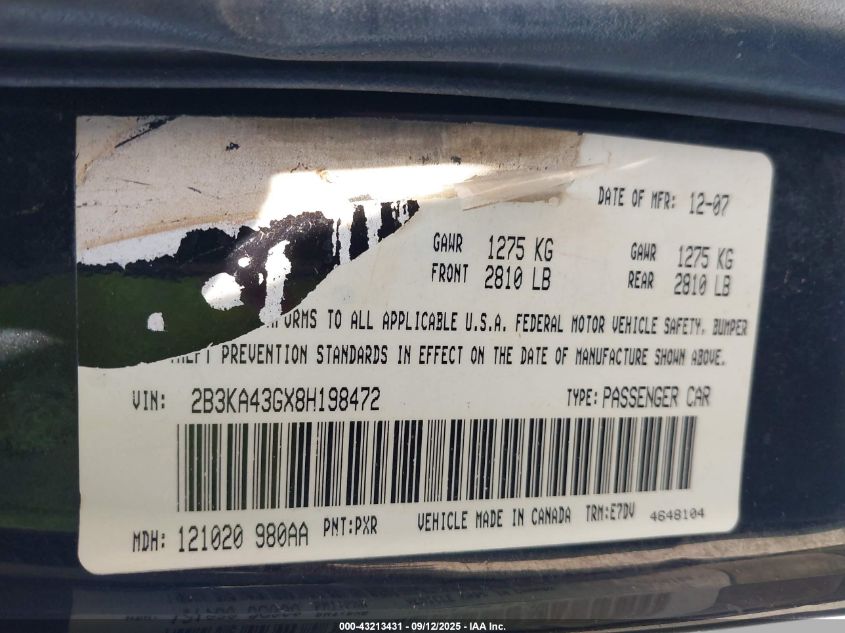 DATE OF MFR: 12-07
GAWR 1275 KG GAWR 1275 KG
FRONT 2810 LB REAR 2810 LB
TO ALL APPLICABLE U.S.A. FEDERAL MOTOR VEHICLE SAFETY, BUMPER
PREVENTION STANDARDS IN EFFECT ON THE DATE OF MANUFACTURE SHOWN ABOVE.
VIN: 2B3KA43GX8H198472 TYPE: PASSENGER CAR
MDH: 121020 980AA PNT:PXR VEHICLE MADE IN CANADA TRM:E7DV 4648104
000-43213431 - 09/12/2025 - IAA Inc.